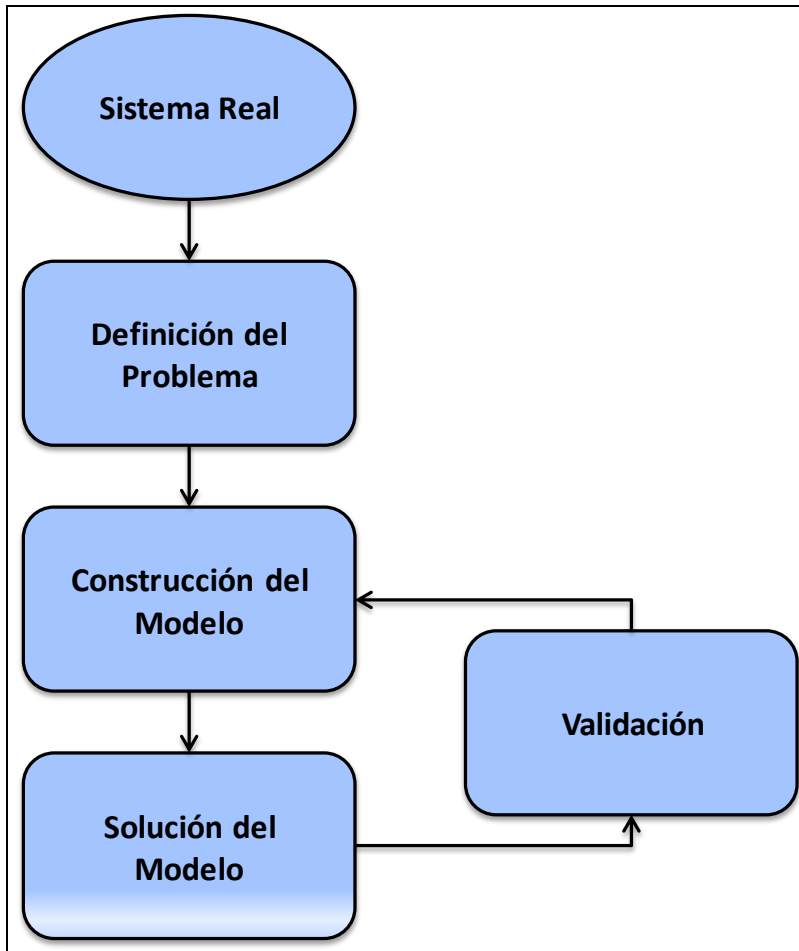 Sistema Real
Definición del
Problema
Construcción del
Modelo
Validación
Solución del
Modelo